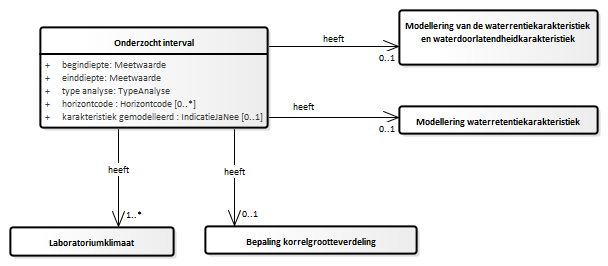 Onderzocht interval
+ begindiepte: Meetwaarde
+ einddiepte: Meetwaarde
+ type analyse: TypeAnalyse
+ horizontcode : Horizontcode [0..*]
+ karakteristiek gemodelleerd : IndicatieJaNee [0..1]
heeft
0..1
Modellering van de waterrentiekarakteristiek
en waterdoorlatendheidkarakteristiek
heeft
0..1
Modellering waterretentiekarakteristiek
heeft
1..*
Laboratoriumklimaat
heeft
0..1
Bepaling korrelgrootteverdeling